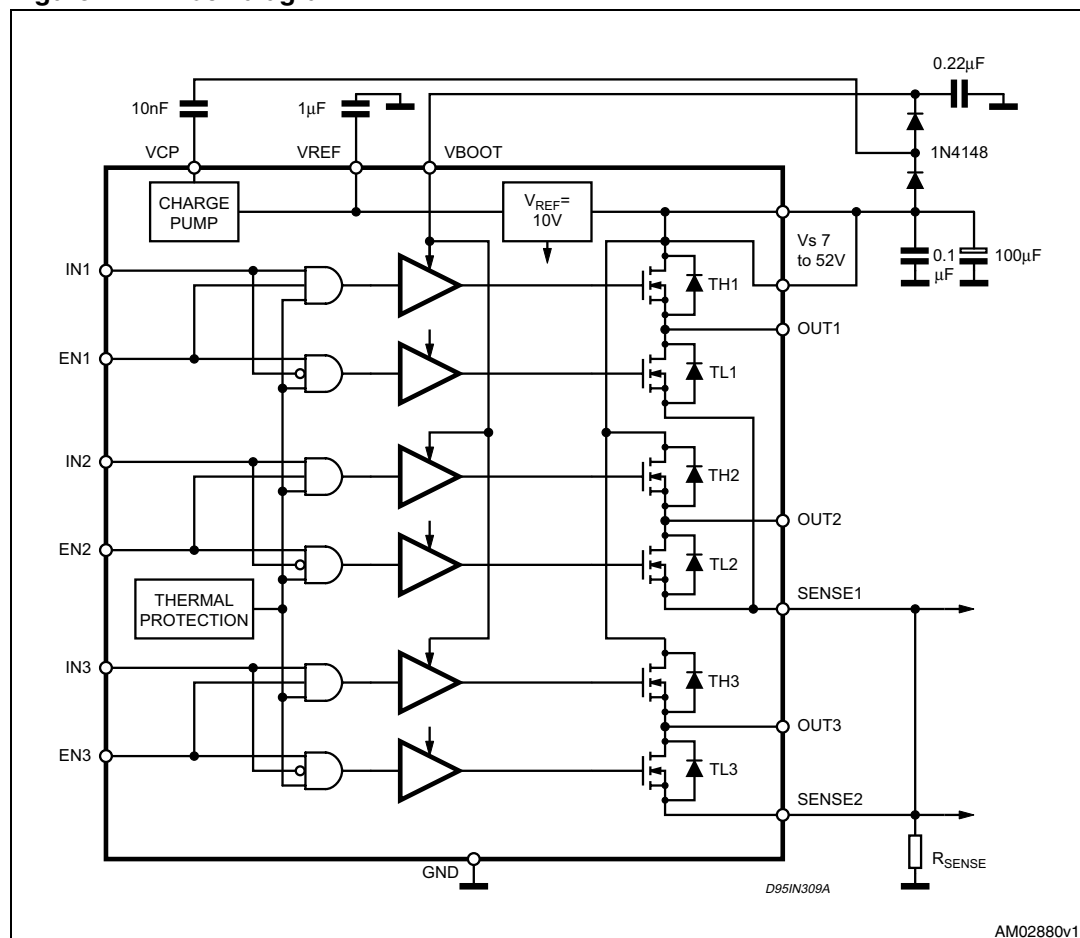 0.22µF
10nF
1µF
VCP
VREF
VBOOT
1N4148
CHARGE
PUMP
VREF=
10V
Vs 7
to 52V
0.1
µF
100µF
IN1
TH1
OUT1
EN1
TL1
IN2
TH2
OUT2
EN2
TL2
SENSE1
THERMAL
PROTECTION
IN3
TH3
OUT3
EN3
TL3
SENSE2
GND
RSENSE
D95IN309A
AM02880v1